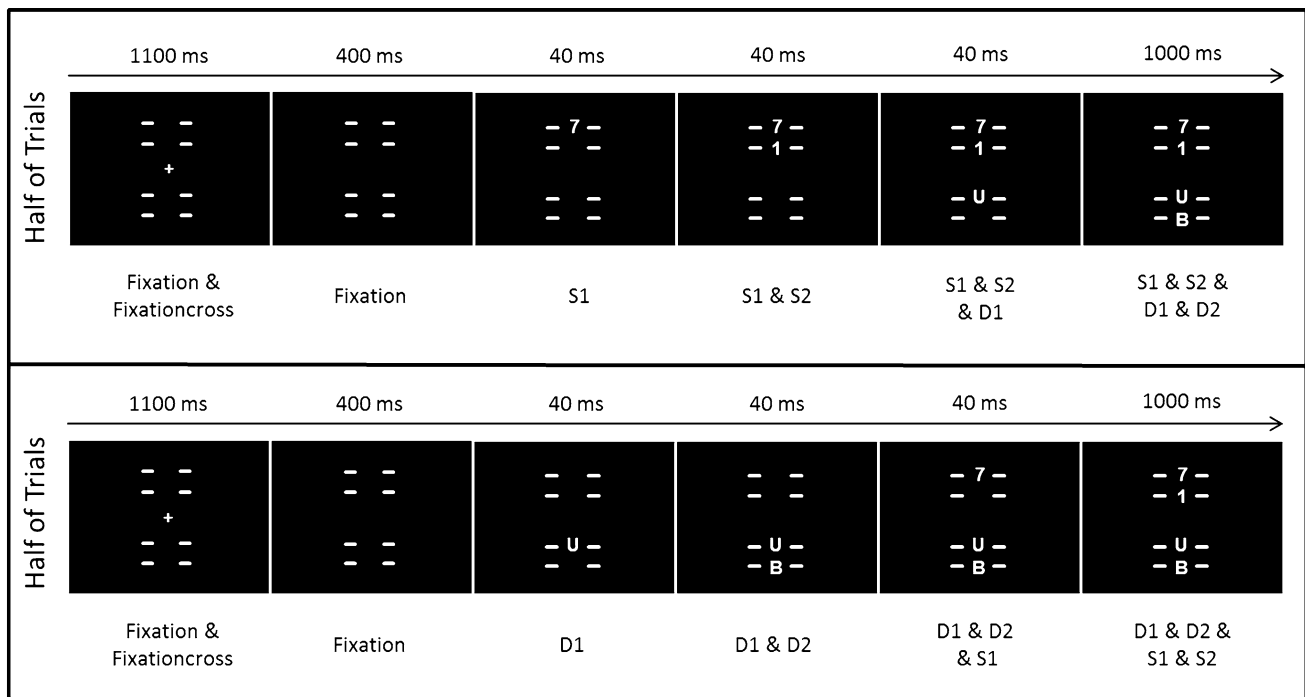 1100 ms 400 ms 40 ms 40 ms 40 ms 1000 ms
Half of Trials
7 7 7 7
1 1 1
+
U U
B
Fixation & Fixation S1 S1 & S2 S1 & S2 S1 & S2 &
Fixationcross & D1 D1 & D2
1100 ms 400 ms 40 ms 40 ms 40 ms 1000 ms
Half of Trials
7 7
1
+
U U U U
B B B
Fixation & Fixation D1 D1 & D2 D1 & D2 D1 & D2 &
Fixationcross & S1 S1 & S2